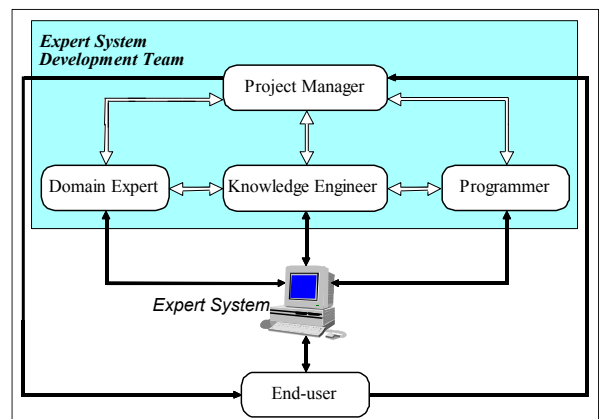 Expert System
Development Team
Project Manager
Domain Expert
Knowledge Engineer
Programmer
Expert System
End-user